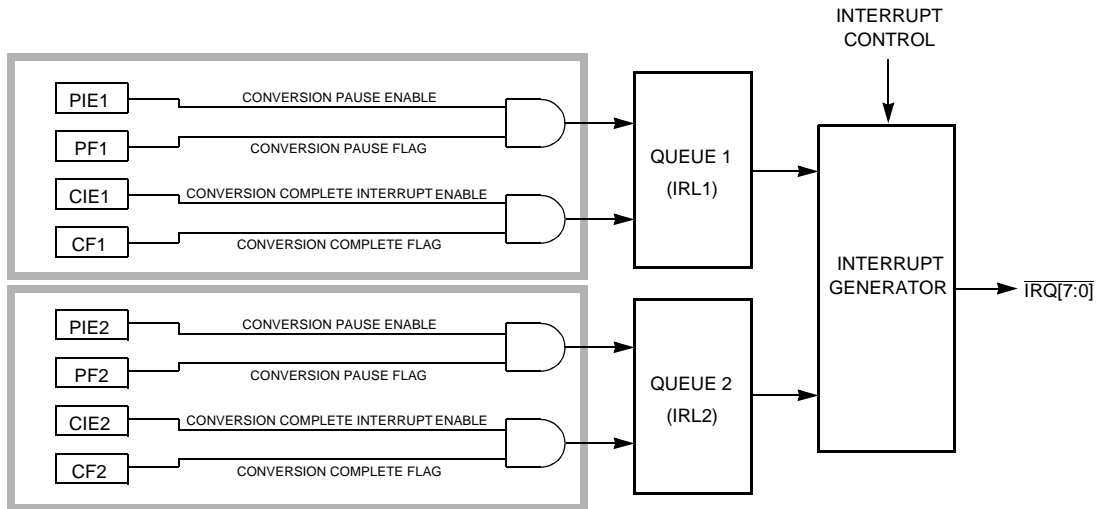 INTERRUPT
CONTROL
PIE1
CONVERSION PAUSE ENABLE
PF1
CONVERSION PAUSE FLAG
CIE1
CONVERSION COMPLETE INTERRUPT ENABLE
CF1
CONVERSION COMPLETE FLAG
QUEUE 1
(IRL1)
PIE2
CONVERSION PAUSE ENABLE
PF2
CONVERSION PAUSE FLAG
CIE2
CONVERSION COMPLETE INTERRUPT ENABLE
CF2
CONVERSION COMPLETE FLAG
QUEUE 2
(IRL2)
INTERRUPT
GENERATOR
IRQ[7:0]